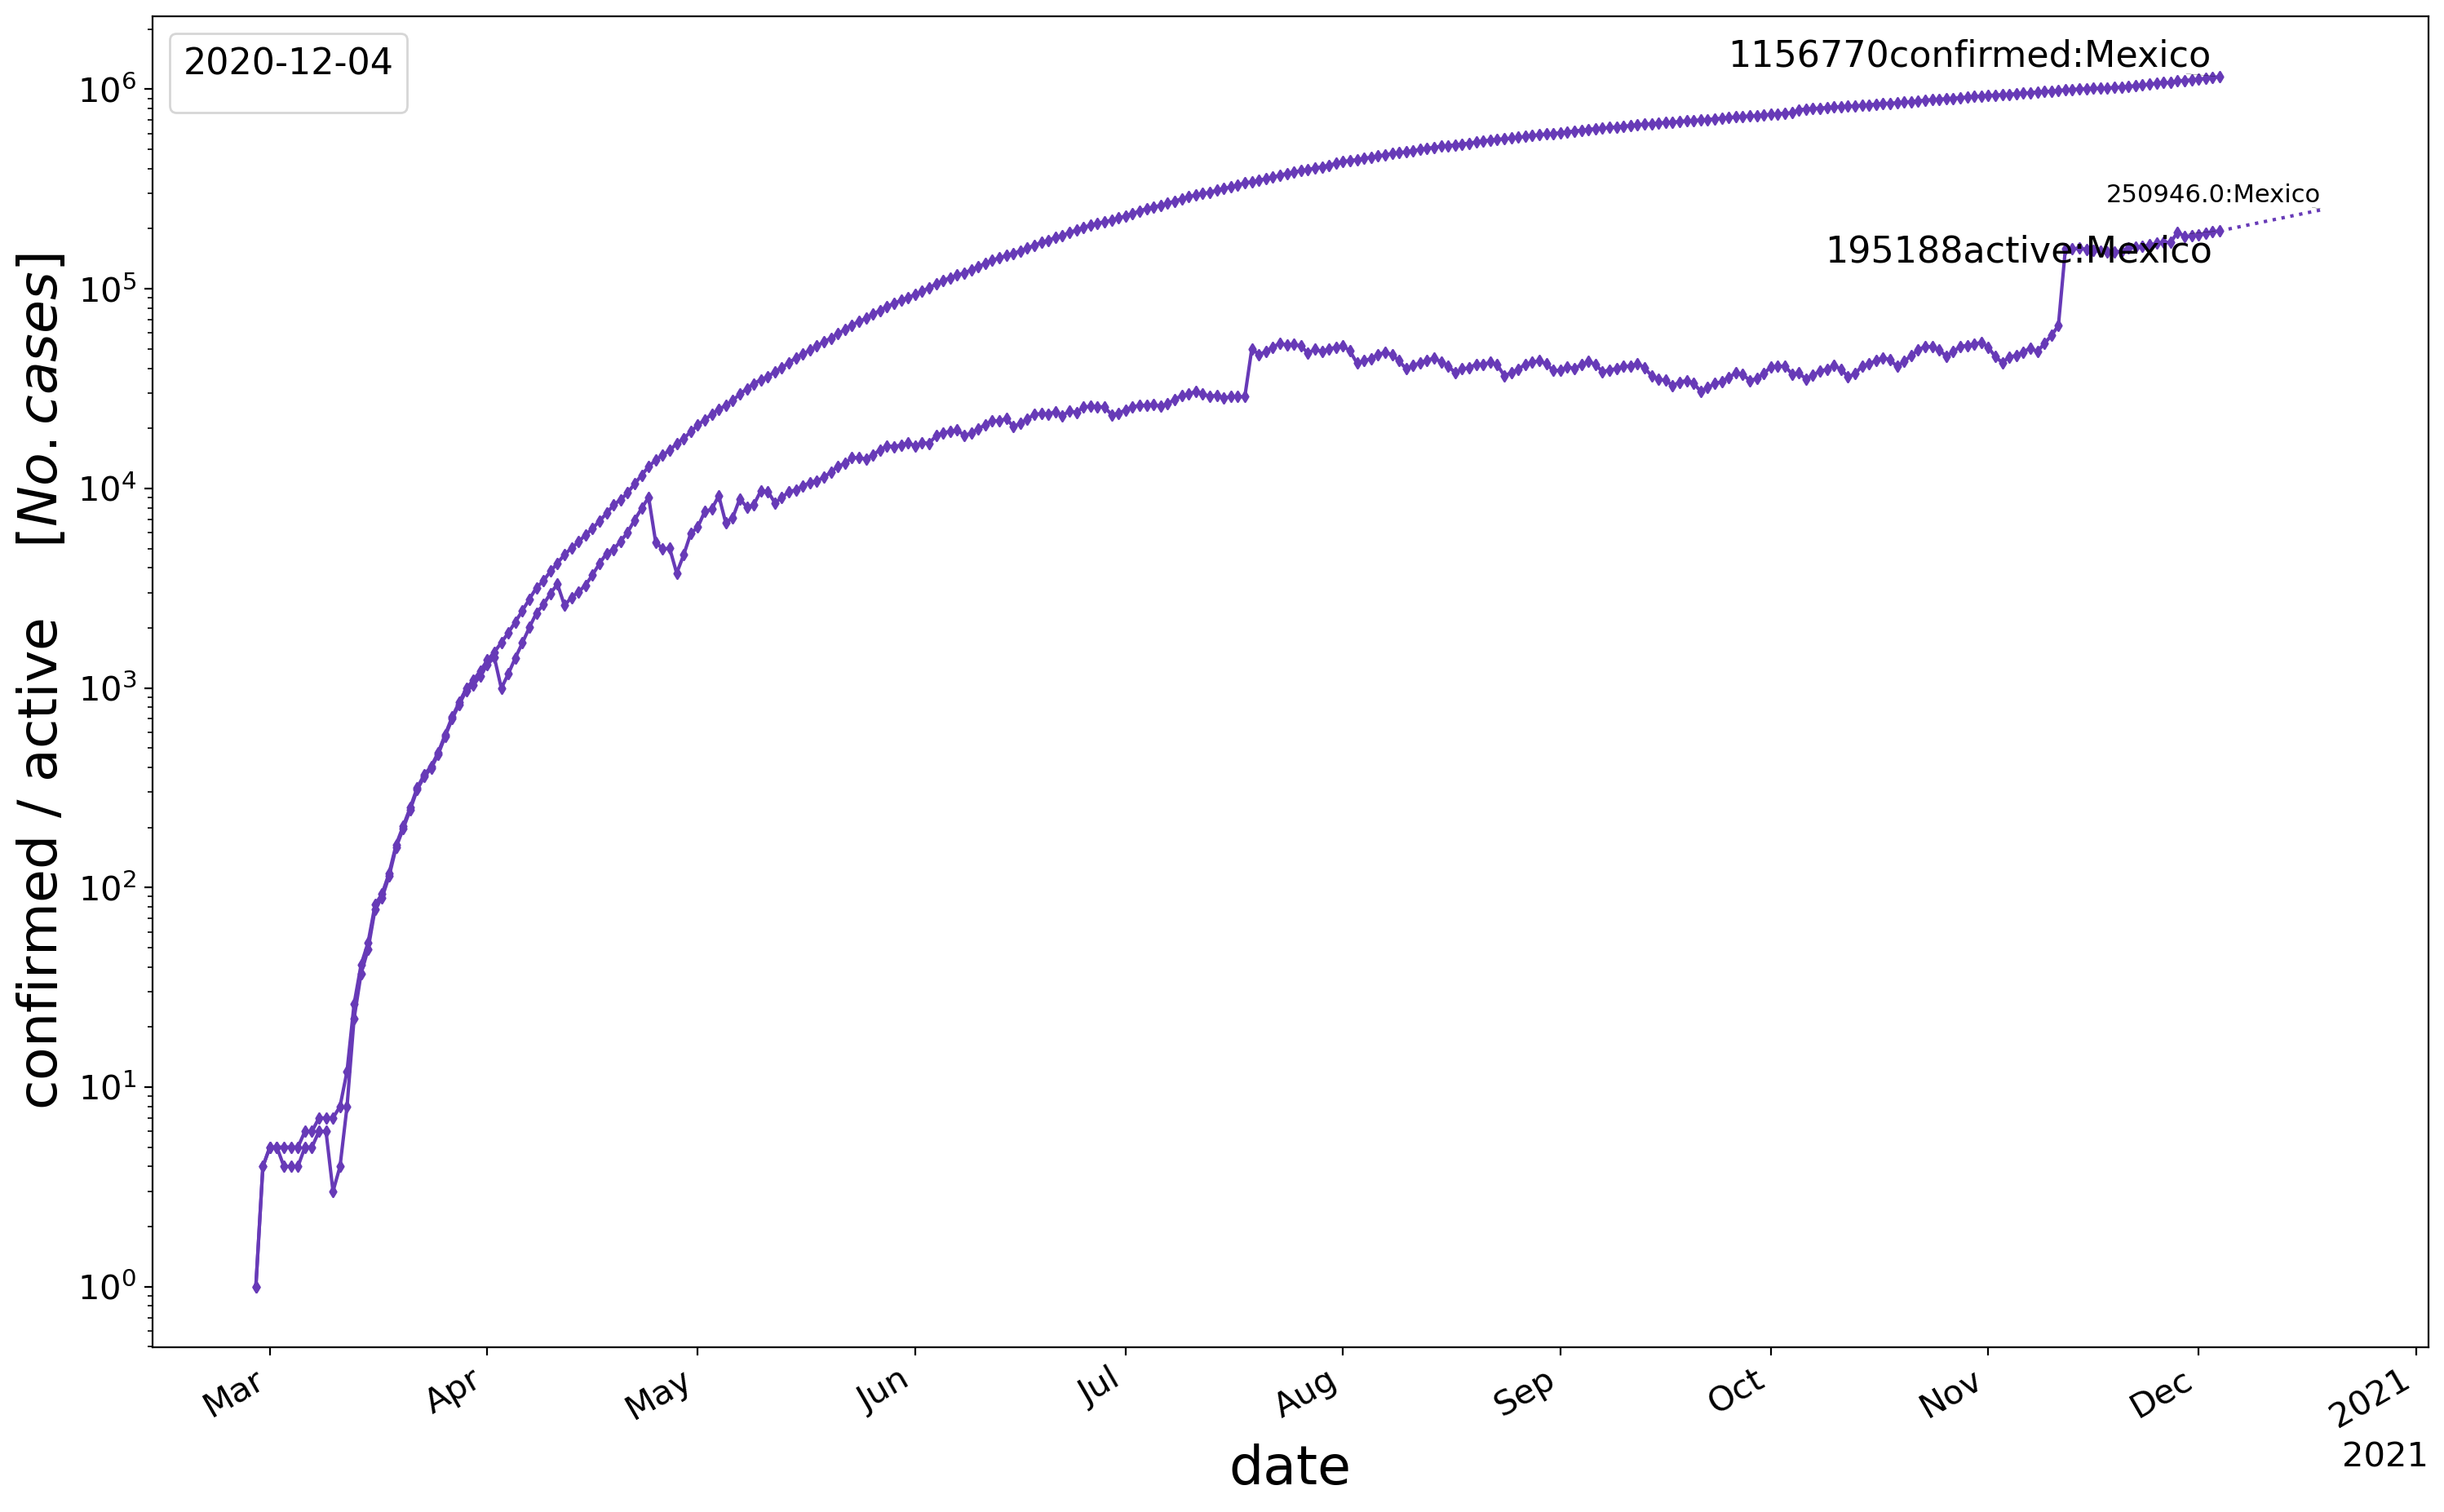 2020-12-04
1156770confirmed:Mexico
250946.0:Mexico
195188active:Mexico
confirmed / active [No. cases]
10^6
10^5
10^4
10^3
10^2
10^1
10^0
Mar
Apr
May
Jun
Jul
Aug
Sep
Oct
Nov
Dec
2021
2021
date